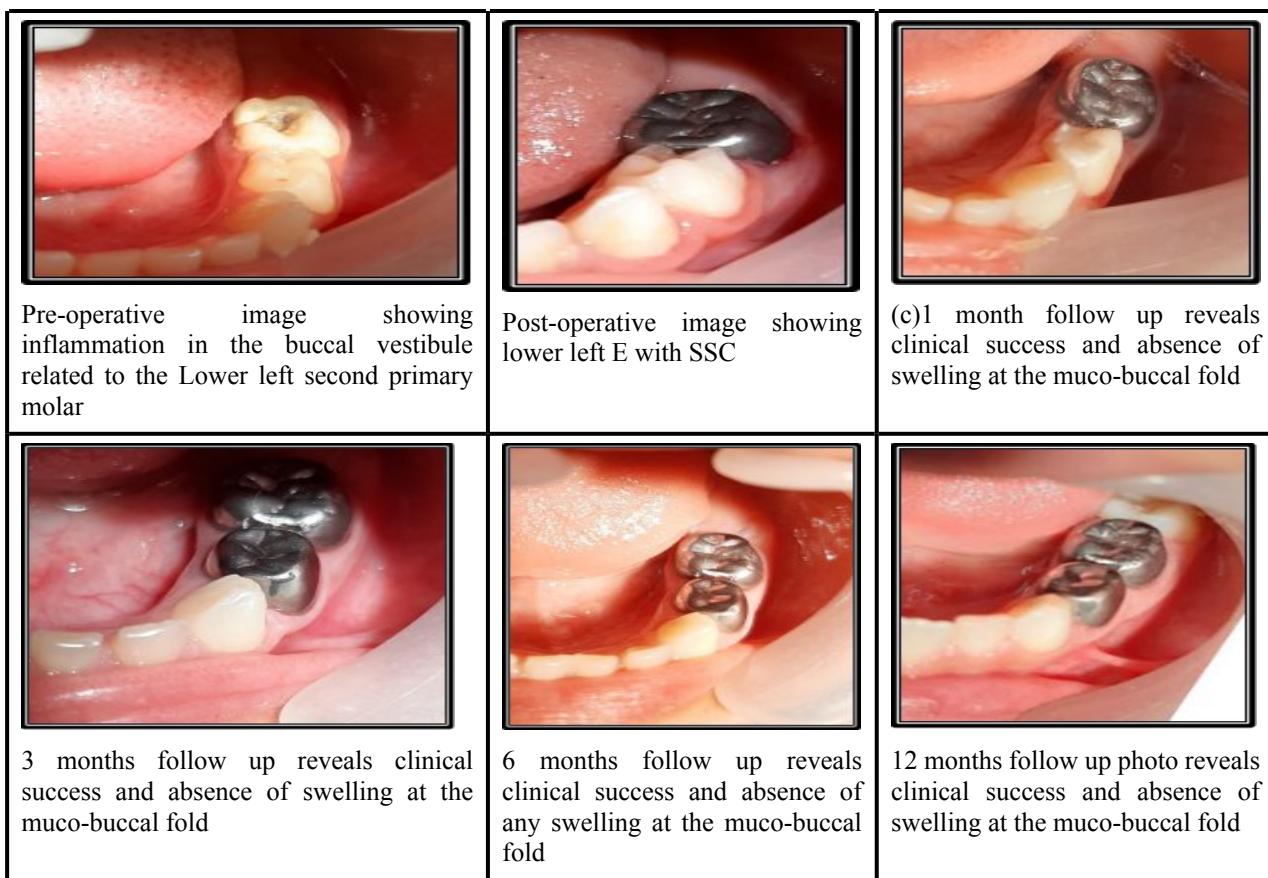 Pre-operative image showing
inflammation in the buccal vestibule
related to the Lower left second primary
molar
Post-operative image showing
lower left E with SSC
(c)1 month follow up reveals
clinical success and absence of
swelling at the muco-buccal fold
3 months follow up reveals clinical
success and absence of swelling at the
muco-buccal fold
6 months follow up reveals
clinical success and absence of
any swelling at the muco-buccal
fold
12 months follow up photo reveals
clinical success and absence of
swelling at the muco-buccal fold